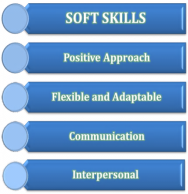 SOFT SKILLS
Positive Approach
Flexible and Adaptable
Communication
Interpersonal